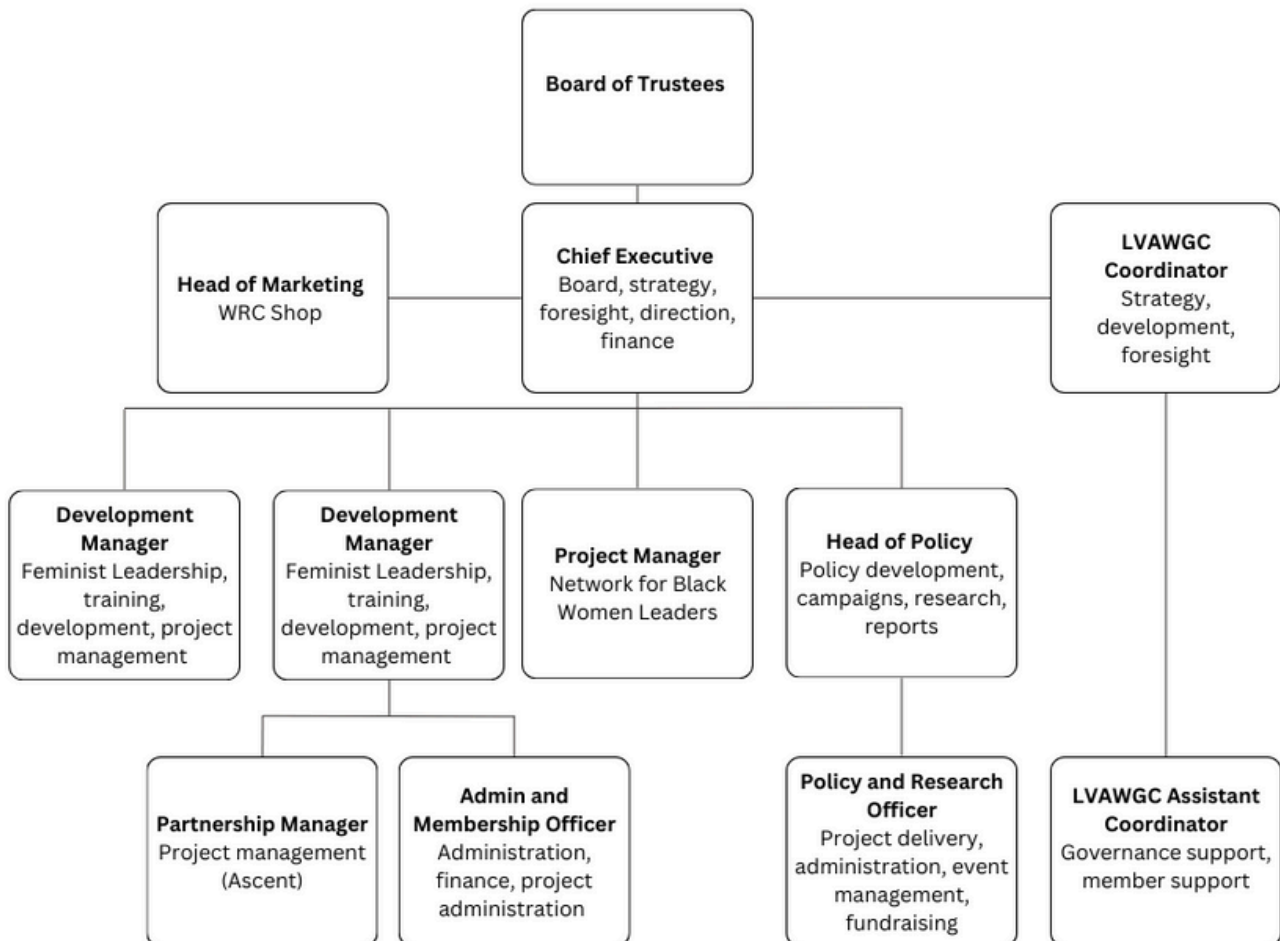 Board of Trustees
Head of Marketing
WRC Shop
Chief Executive
Board, strategy,
foresight, direction,
finance
LVAWGC
Coordinator
Strategy,
development,
foresight
Development
Manager
Feminist Leadership,
training,
development, project
management
Development
Manager
Feminist Leadership,
training,
development, project
management
Project Manager
Network for Black
Women Leaders
Head of Policy
Policy development,
campaigns, research,
reports
Partnership Manager
Project management
(Ascent)
Admin and
Membership Officer
Administration,
finance, project
administration
Policy and Research
Officer
Project delivery,
administration, event
management,
fundraising
LVAWGC Assistant
Coordinator
Governance support,
member support